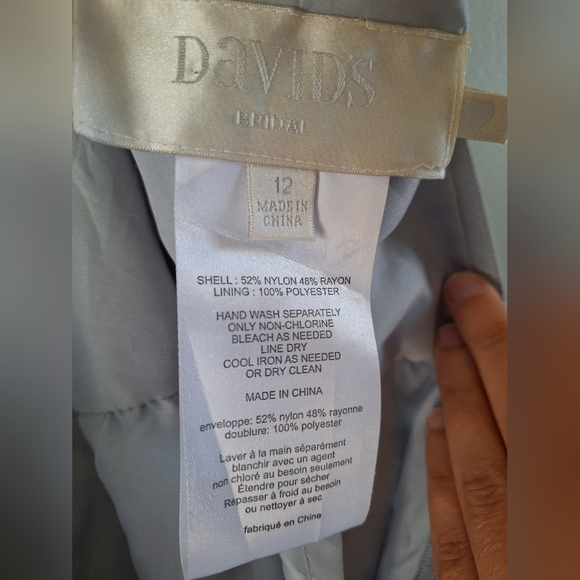 DAVID'S
BRIDAL
12
MADE IN
CHINA
SHELL : 52% NYLON 48% RAYON
LINING : 100% POLYESTER
HAND WASH SEPARATELY
ONLY NON-CHLORINE
BLEACH AS NEEDED
LINE DRY
COOL IRON AS NEEDED
OR DRY CLEAN
MADE IN CHINA
enveloppe: 52% nylon 48% rayonne
doublure: 100% polyester
Laver à la main séparément
blanchir avec un agent
non chloré au besoin seulement
Étendre pour sécher
Repasser à froid au besoin
ou nettoyer à sec
fabriqué en Chine